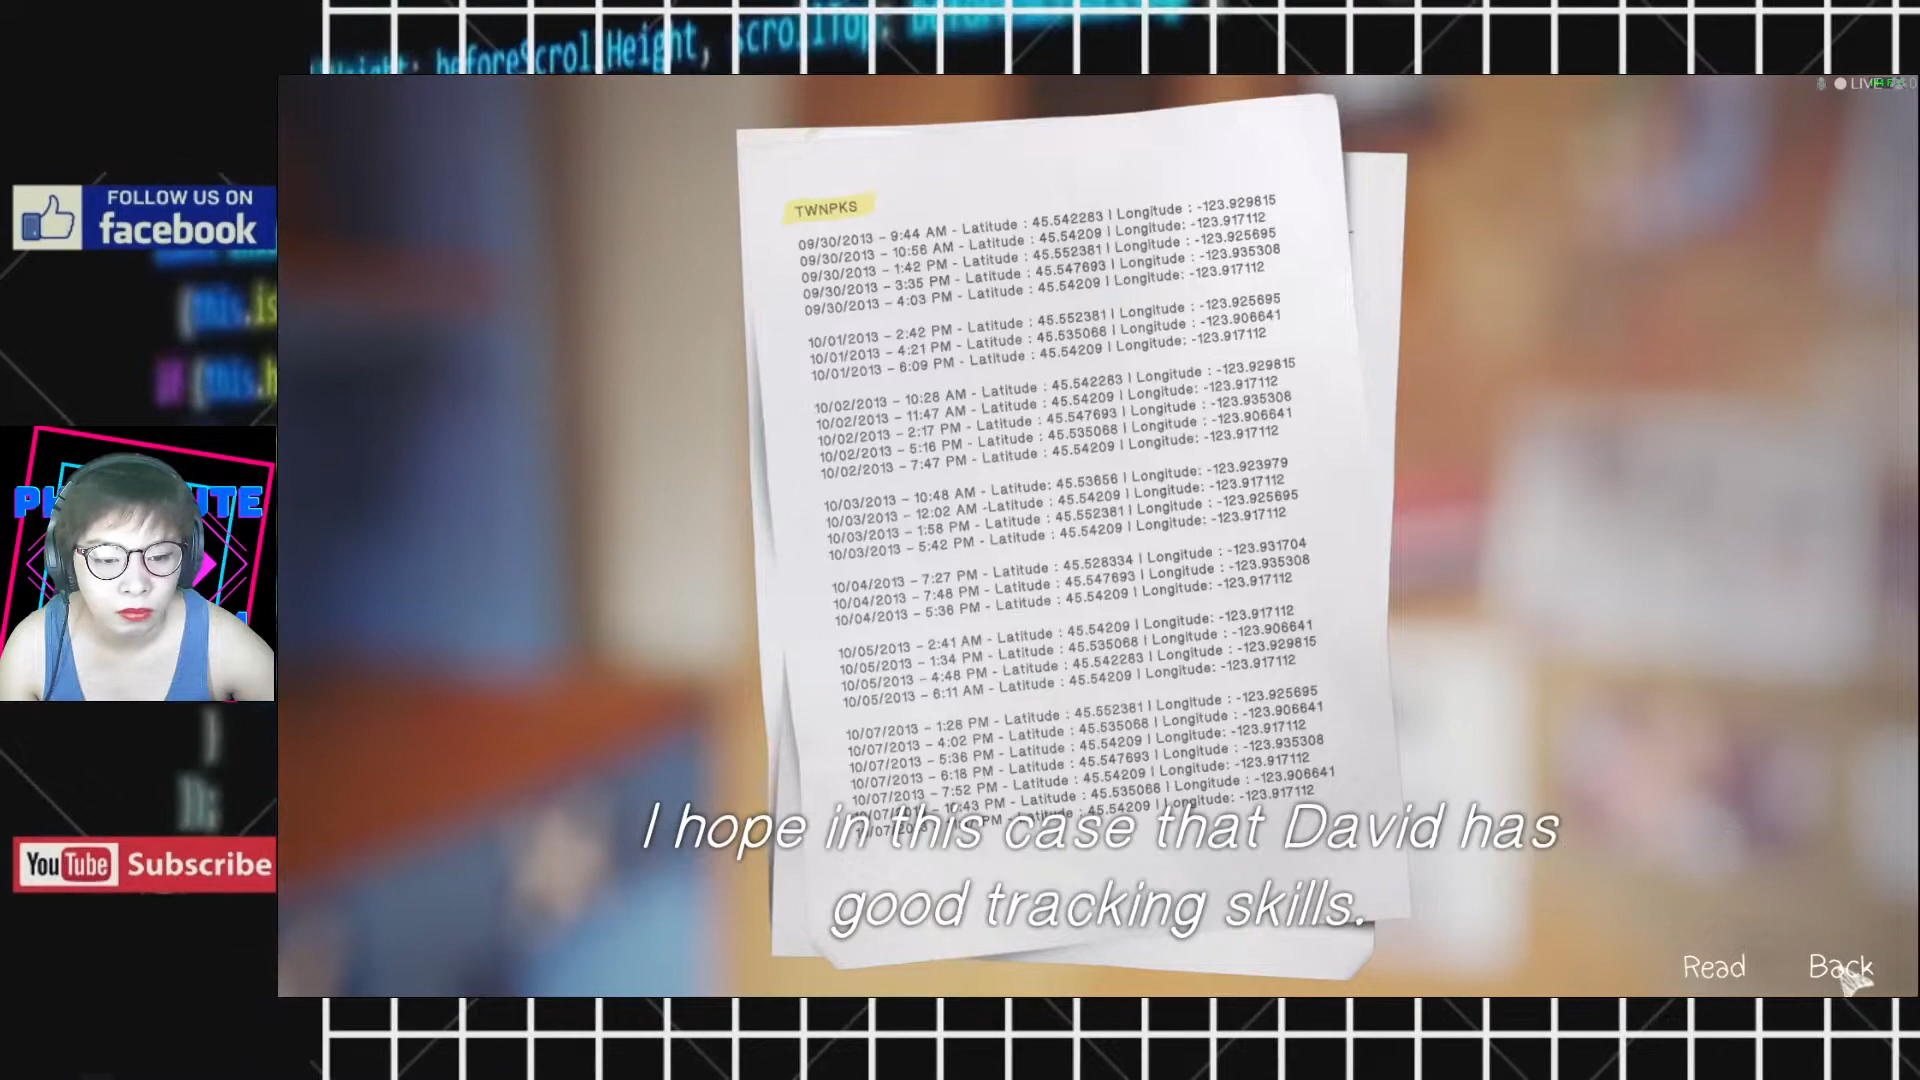 beforeScrollHeight, scrollTop:
LIVE
FOLLOW US ON
facebook
(this.
if (this.
YouTube Subscribe
TWNPKS
09/30/2013 - 9:44 AM - Latitude : 45.542283 | Longitude : -123.929815
09/30/2013 - 10:56 AM - Latitude : 45.54209 | Longitude: -123.917112
09/30/2013 - 1:42 PM - Latitude : 45.552381 | Longitude : -123.925695
09/30/2013 - 3:35 PM - Latitude : 45.547693 | Longitude : -123.935308
09/30/2013 - 4:03 PM - Latitude : 45.54209 | Longitude: -123.917112
10/01/2013 - 2:42 PM - Latitude : 45.552381 | Longitude : -123.925695
10/01/2013 - 4:21 PM - Latitude : 45.535068 | Longitude : -123.906641
10/01/2013 - 6:09 PM - Latitude : 45.54209 | Longitude: -123.917112
10/02/2013 - 10:28 AM - Latitude : 45.542283 | Longitude : -123.929815
10/02/2013 - 11:47 AM - Latitude : 45.54209 | Longitude: -123.917112
10/02/2013 - 2:17 PM - Latitude : 45.547693 | Longitude : -123.935308
10/02/2013 - 5:16 PM - Latitude : 45.535068 | Longitude : -123.906641
10/02/2013 - 7:47 PM - Latitude : 45.54209 | Longitude: -123.917112
10/03/2013 - 10:48 AM - Latitude: 45.53656 | Longitude: -123.923979
10/03/2013 - 12:02 AM -Latitude : 45.54209 | Longitude: -123.917112
10/03/2013 - 1:58 PM - Latitude : 45.552381 | Longitude : -123.925695
10/03/2013 - 5:42 PM - Latitude : 45.54209 | Longitude: -123.917112
10/04/2013 - 7:27 PM - Latitude : 45.528334 | Longitude : -123.931704
10/04/2013 - 7:48 PM - Latitude : 45.547693 | Longitude : -123.935308
10/04/2013 - 5:36 PM - Latitude : 45.54209 | Longitude: -123.917112
10/05/2013 - 2:41 AM - Latitude : 45.54209 | Longitude: -123.917112
10/05/2013 - 1:34 PM - Latitude : 45.535068 | Longitude : -123.906641
10/05/2013 - 4:48 PM - Latitude : 45.542283 | Longitude : -123.929815
10/05/2013 - 6:11 AM - Latitude : 45.54209 | Longitude: -123.917112
10/07/2013 - 1:28 PM - Latitude : 45.552381 | Longitude : -123.925695
10/07/2013 - 4:02 PM - Latitude : 45.535068 | Longitude : -123.906641
10/07/2013 - 5:36 PM - Latitude : 45.54209 | Longitude: -123.917112
10/07/2013 - 6:18 PM - Latitude : 45.547693 | Longitude : -123.935308
10/07/2013 - 7:52 PM - Latitude : 45.54209 | Longitude: -123.917112
PM - Latitude : 45.535068 | Longitude : -123.906641
Latitude : 45.54209 | Longitude: -123.917112
I hope in this case that David has
good tracking skills.
Read Back